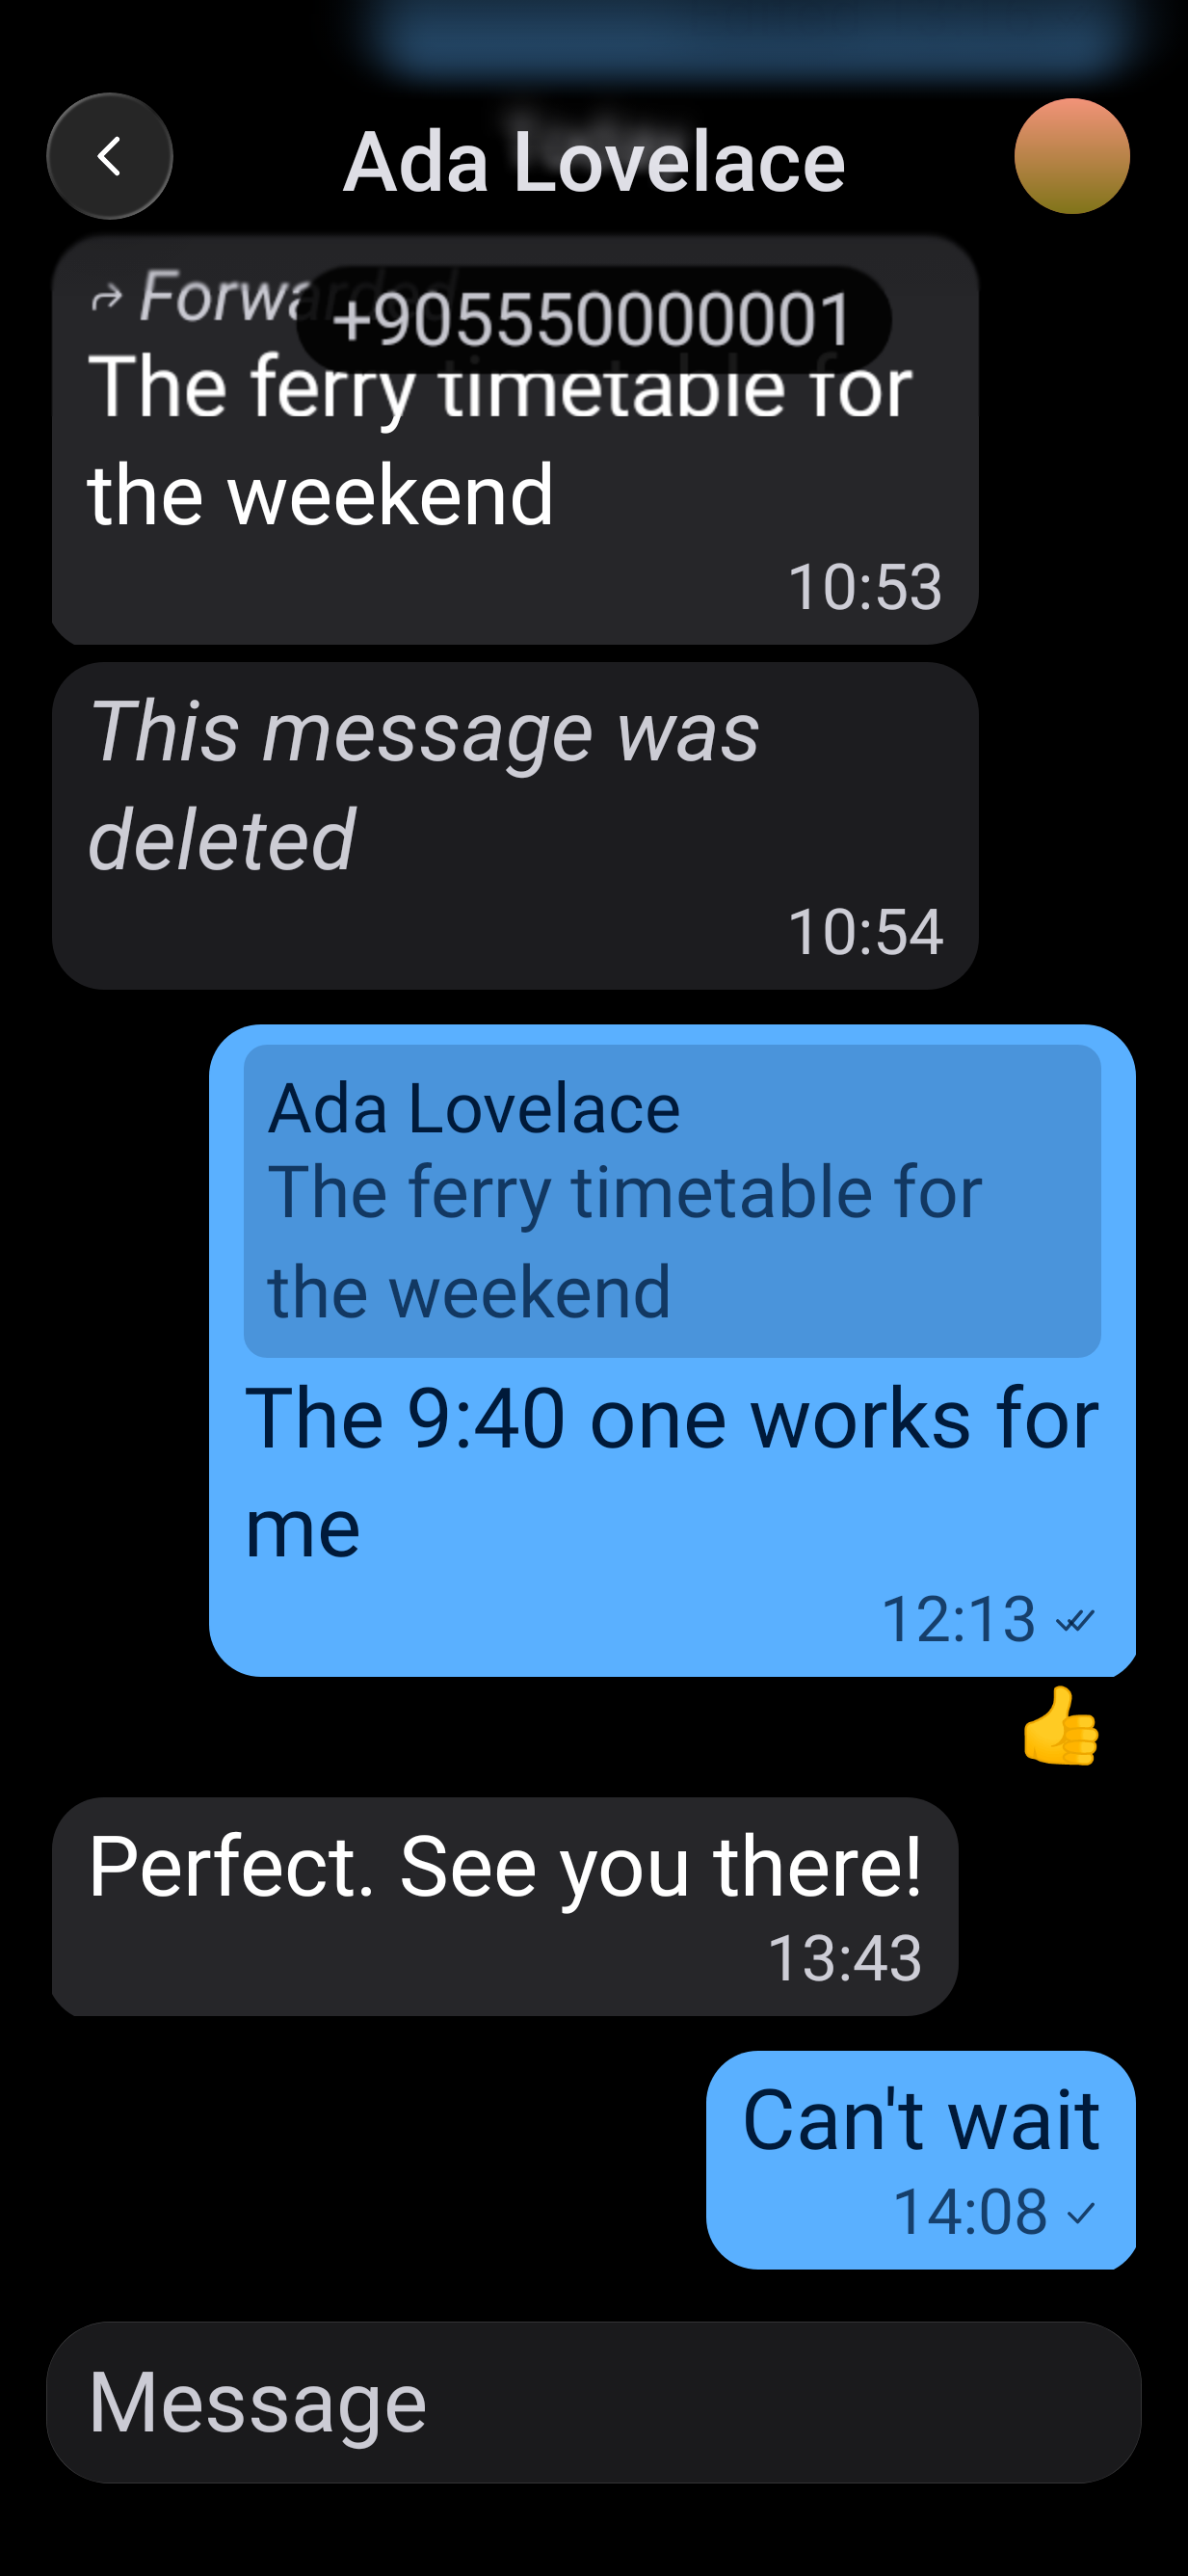 Ada Lovelace
+9055550000001
Forwarded
The ferry timetable for
the weekend
10:53
This message was
deleted
10:54
Ada Lovelace
The ferry timetable for
the weekend
The 9:40 one works for
me
12:13
Perfect. See you there!
13:43
Can't wait
14:08
Message